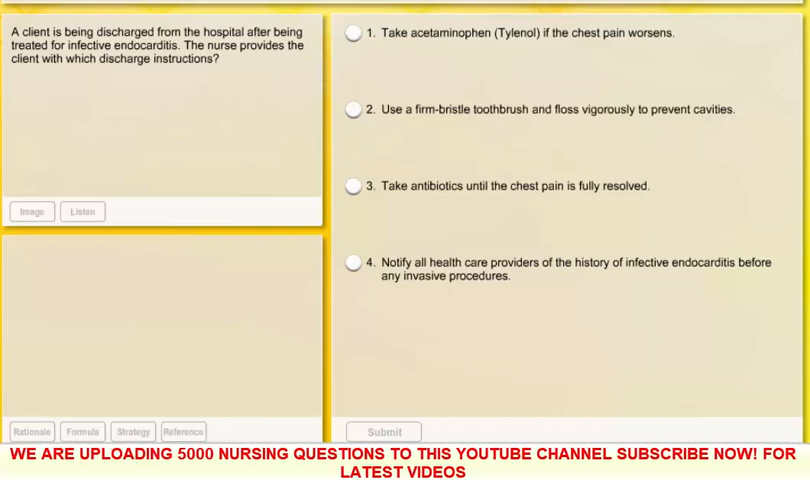 A client is being discharged from the hospital after being
treated for infective endocarditis. The nurse provides the
client with which discharge instructions?
Image
Listen
1. Take acetaminophen (Tylenol) if the chest pain worsens.
2. Use a firm-bristle toothbrush and floss vigorously to prevent cavities.
3. Take antibiotics until the chest pain is fully resolved.
4. Notify all health care providers of the history of infective endocarditis before
any invasive procedures.
Rationale
Formula
Strategy
Reference
Submit
WE ARE UPLOADING 5000 NURSING QUESTIONS TO THIS YOUTUBE CHANNEL SUBSCRIBE NOW! FOR
LATEST VIDEOS